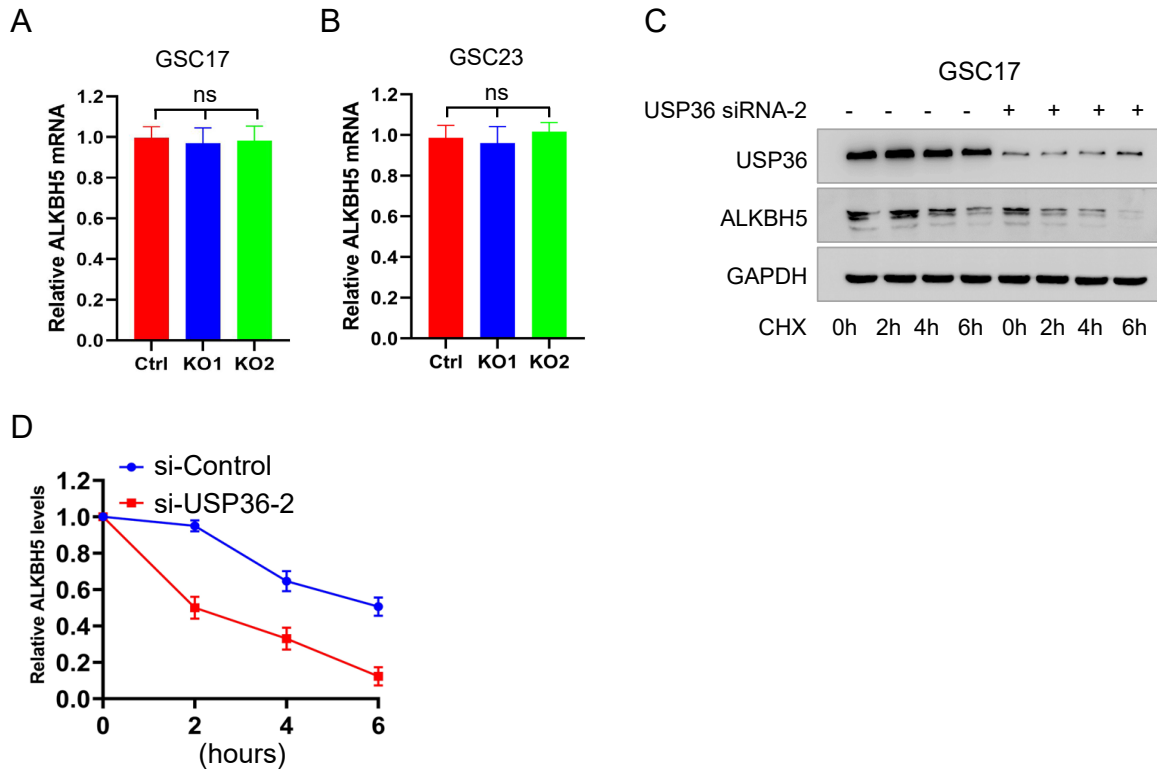 A
GSC17
ns
Relative ALKBH5 mRNA
1.2
1.0
0.8
0.6
0.4
0.2
0.0
Ctrl KO1 KO2
B
GSC23
ns
Relative ALKBH5 mRNA
1.2
1.0
0.8
0.6
0.4
0.2
0.0
Ctrl KO1 KO2
C
GSC17
USP36 siRNA-2 - - - - + + + +
USP36
ALKBH5
GAPDH
CHX 0h 2h 4h 6h 0h 2h 4h 6h
D
si-Control
si-USP36-2
Relative ALKBH5 levels
1.2
1.0
0.8
0.6
0.4
0.2
0.0
0 2 4 6
(hours)